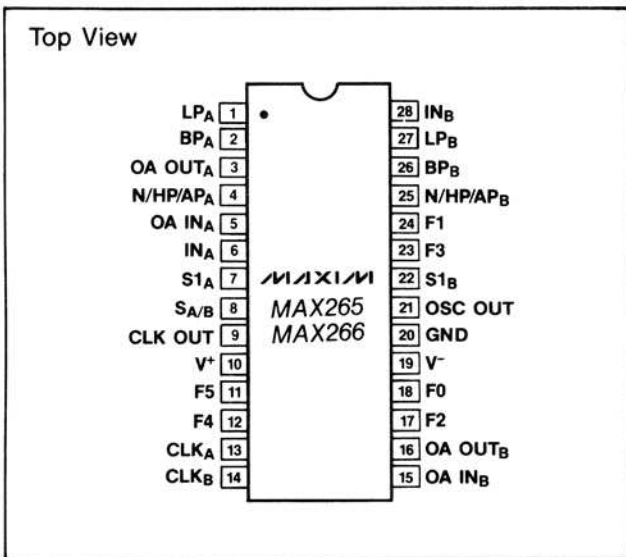 Top View
LPA 1
BPA 2
OA OUTA 3
N/HP/APA 4
OA INA 5
INA 6
S1A 7
SA/B 8
CLK OUT 9
V+ 10
F5 11
F4 12
CLKA 13
CLKB 14
MAXIM
MAX265
MAX266
28 INB
27 LPB
26 BPB
25 N/HP/APB
24 F1
23 F3
22 S1B
21 OSC OUT
20 GND
19 V−
18 F0
17 F2
16 OA OUTB
15 OA INB